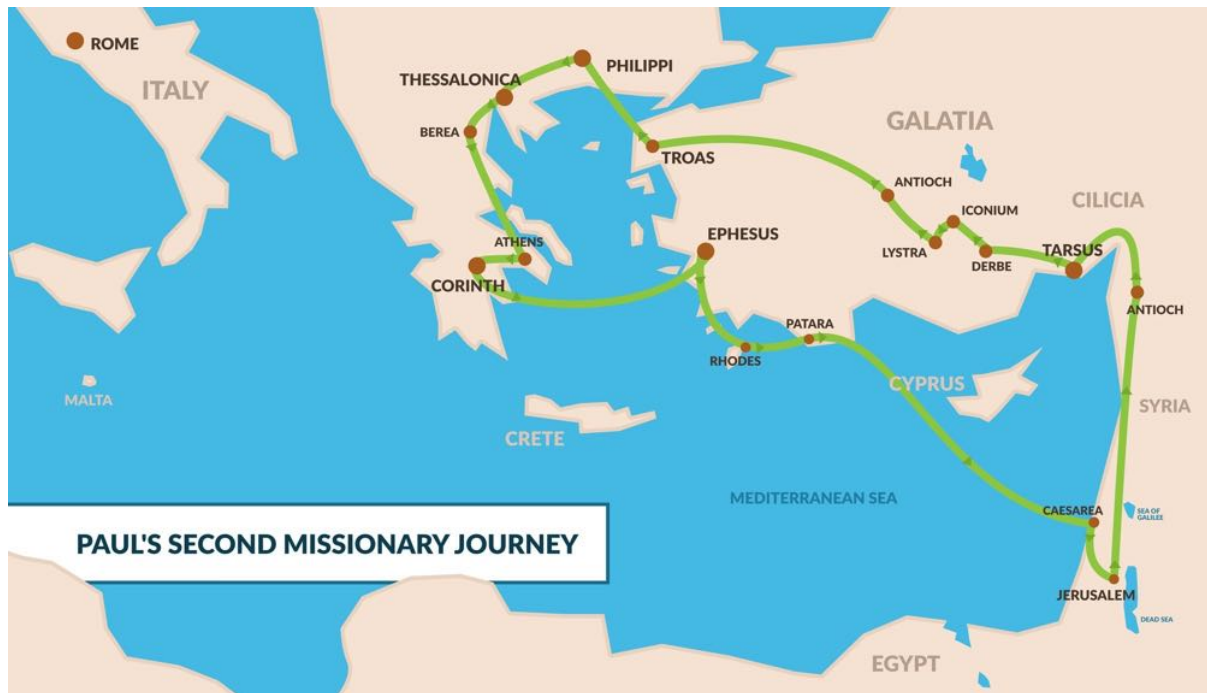 ROME
ITALY
PHILIPPI
THESSALONICA
BEREA
TROAS
GALATIA
ANTIOCH
ICONIUM
CILICIA
LYSTRA
DERBE
TARSUS
ATHENS
EPHESUS
CORINTH
ANTIOCH
PATARA
RHODES
CYPRUS
MALTA
SYRIA
CRETE
MEDITERRANEAN SEA
CAESAREA
SEA OF
GALILEE
PAUL'S SECOND MISSIONARY JOURNEY
JERUSALEM
DEAD SEA
EGYPT